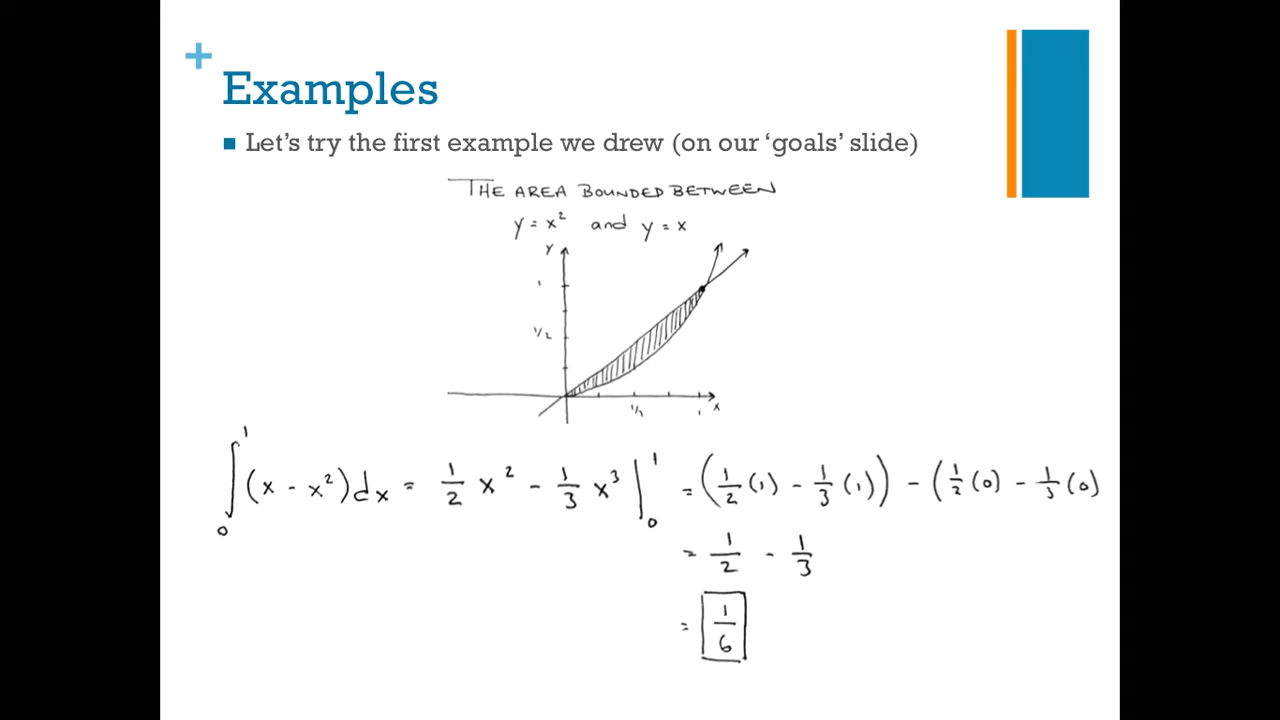 +
Examples
Let's try the first example we drew (on our 'goals' slide)
THE AREA BOUNDED BETWEEN
y = x² and y = x
Y
1
1/2
1/2
1
x
∫₀¹ (x - x²) dx = 1/2 x² - 1/3 x³ |₀¹ = (1/2 (1) - 1/3 (1)) - (1/2 (0) - 1/3 (0)
= 1/2 - 1/3
= 1/6